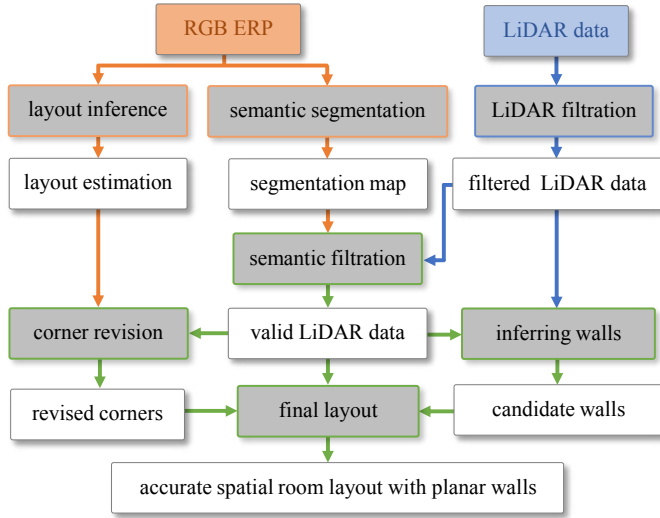 RGB ERP
LiDAR data
layout inference
semantic segmentation
LiDAR filtration
layout estimation
segmentation map
filtered LiDAR data
semantic filtration
corner revision
valid LiDAR data
inferring walls
revised corners
final layout
candidate walls
accurate spatial room layout with planar walls